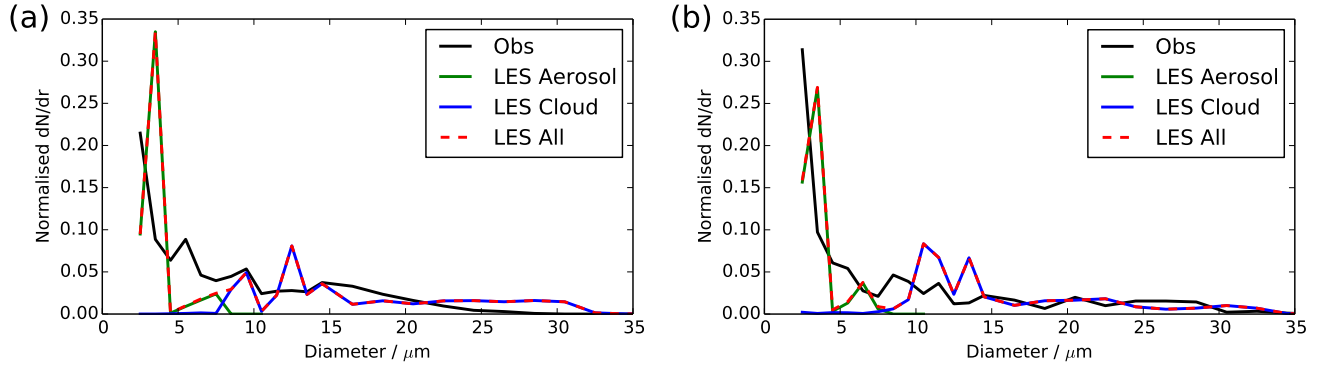 (a)
0.35
0.30
0.25
0.20
0.15
0.10
0.05
0.00
Normalised dN/dr
0 5 10 15 20 25 30 35
Diameter / μm
Obs
LES Aerosol
LES Cloud
LES All
(b)
0.35
0.30
0.25
0.20
0.15
0.10
0.05
0.00
Normalised dN/dr
0 5 10 15 20 25 30 35
Diameter / μm
Obs
LES Aerosol
LES Cloud
LES All